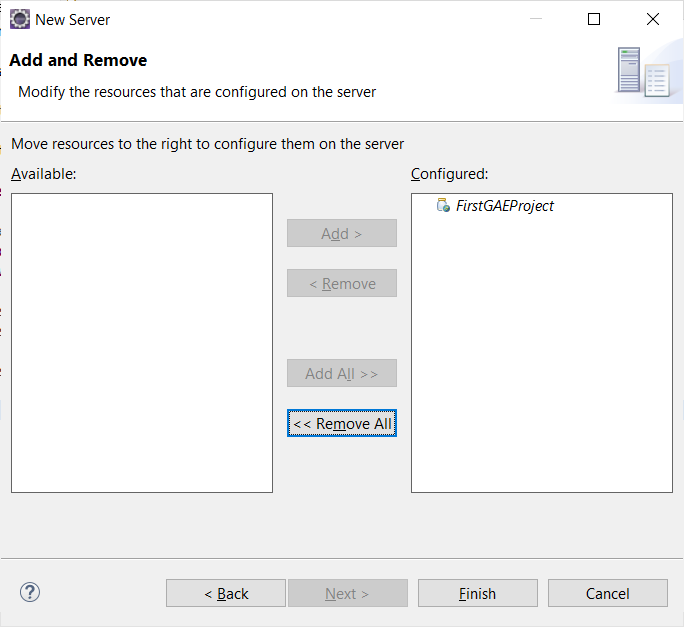 New Server
Add and Remove
Modify the resources that are configured on the server
Move resources to the right to configure them on the server
Available:
Configured:
FirstGAEProject
Add >
< Remove
Add All >>
<< Remove All
?
< Back
Next >
Finish
Cancel